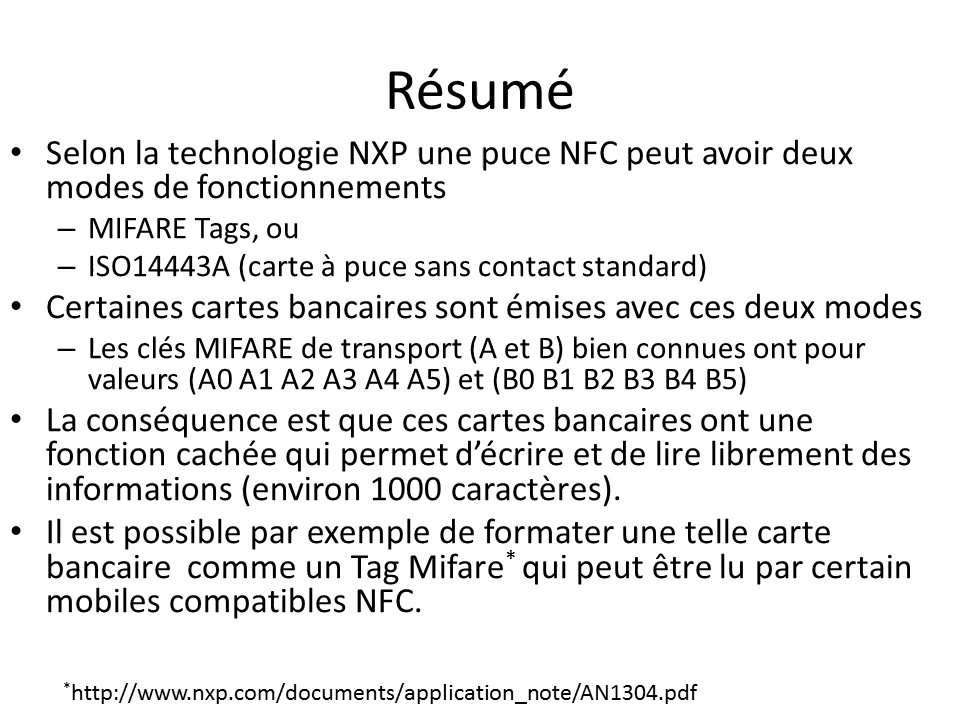 Résumé
• Selon la technologie NXP une puce NFC peut avoir deux
modes de fonctionnements
– MIFARE Tags, ou
– ISO14443A (carte à puce sans contact standard)
• Certaines cartes bancaires sont émises avec ces deux modes
– Les clés MIFARE de transport (A et B) bien connues ont pour
valeurs (A0 A1 A2 A3 A4 A5) et (B0 B1 B2 B3 B4 B5)
• La conséquence est que ces cartes bancaires ont une
fonction cachée qui permet d’écrire et de lire librement des
informations (environ 1000 caractères).
• Il est possible par exemple de formater une telle carte
bancaire comme un Tag Mifare* qui peut être lu par certain
mobiles compatibles NFC.
*http://www.nxp.com/documents/application_note/AN1304.pdf